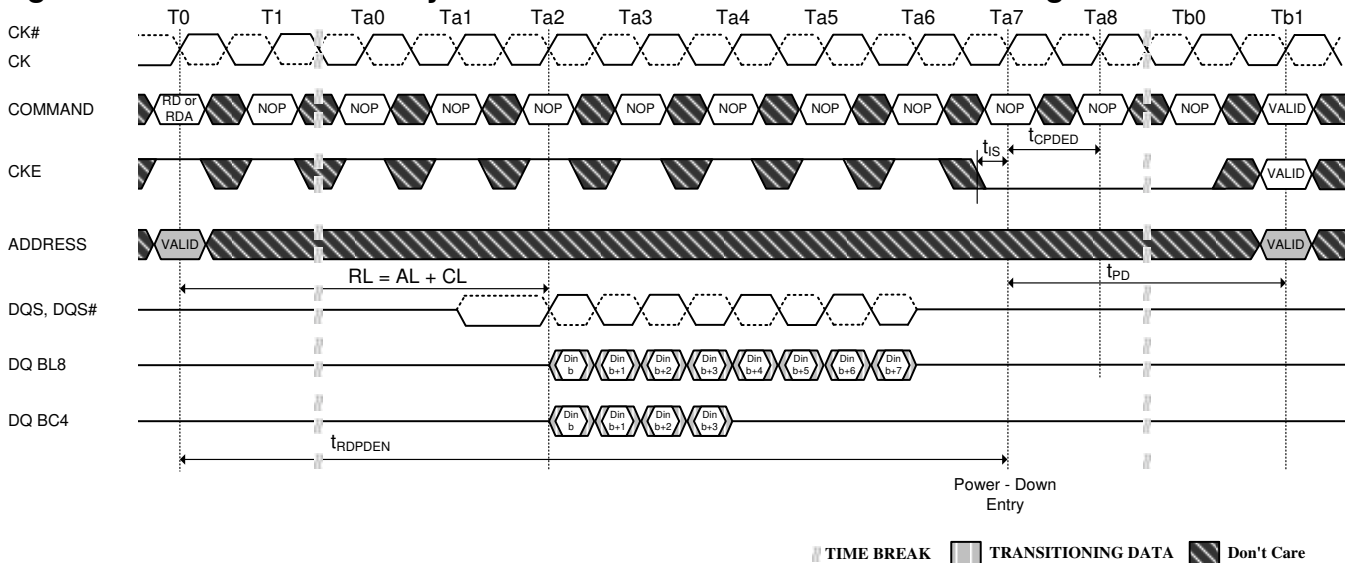 T0 T1 Ta0 Ta1 Ta2 Ta3 Ta4 Ta5 Ta6 Ta7 Ta8 Tb0 Tb1
CK#
CK
COMMAND
RD or
RDA
NOP NOP NOP NOP NOP NOP NOP NOP NOP NOP NOP VALID
tIS
tCPDED
CKE
VALID
ADDRESS
VALID
VALID
RL = AL + CL
tPD
DQS, DQS#
DQ BL8
Din
b
Din
b+1
Din
b+2
Din
b+3
Din
b+4
Din
b+5
Din
b+6
Din
b+7
DQ BC4
Din
b
Din
b+1
Din
b+2
Din
b+3
tRDPDEN
Power - Down
Entry
TIME BREAK TRANSITIONING DATA Don't Care